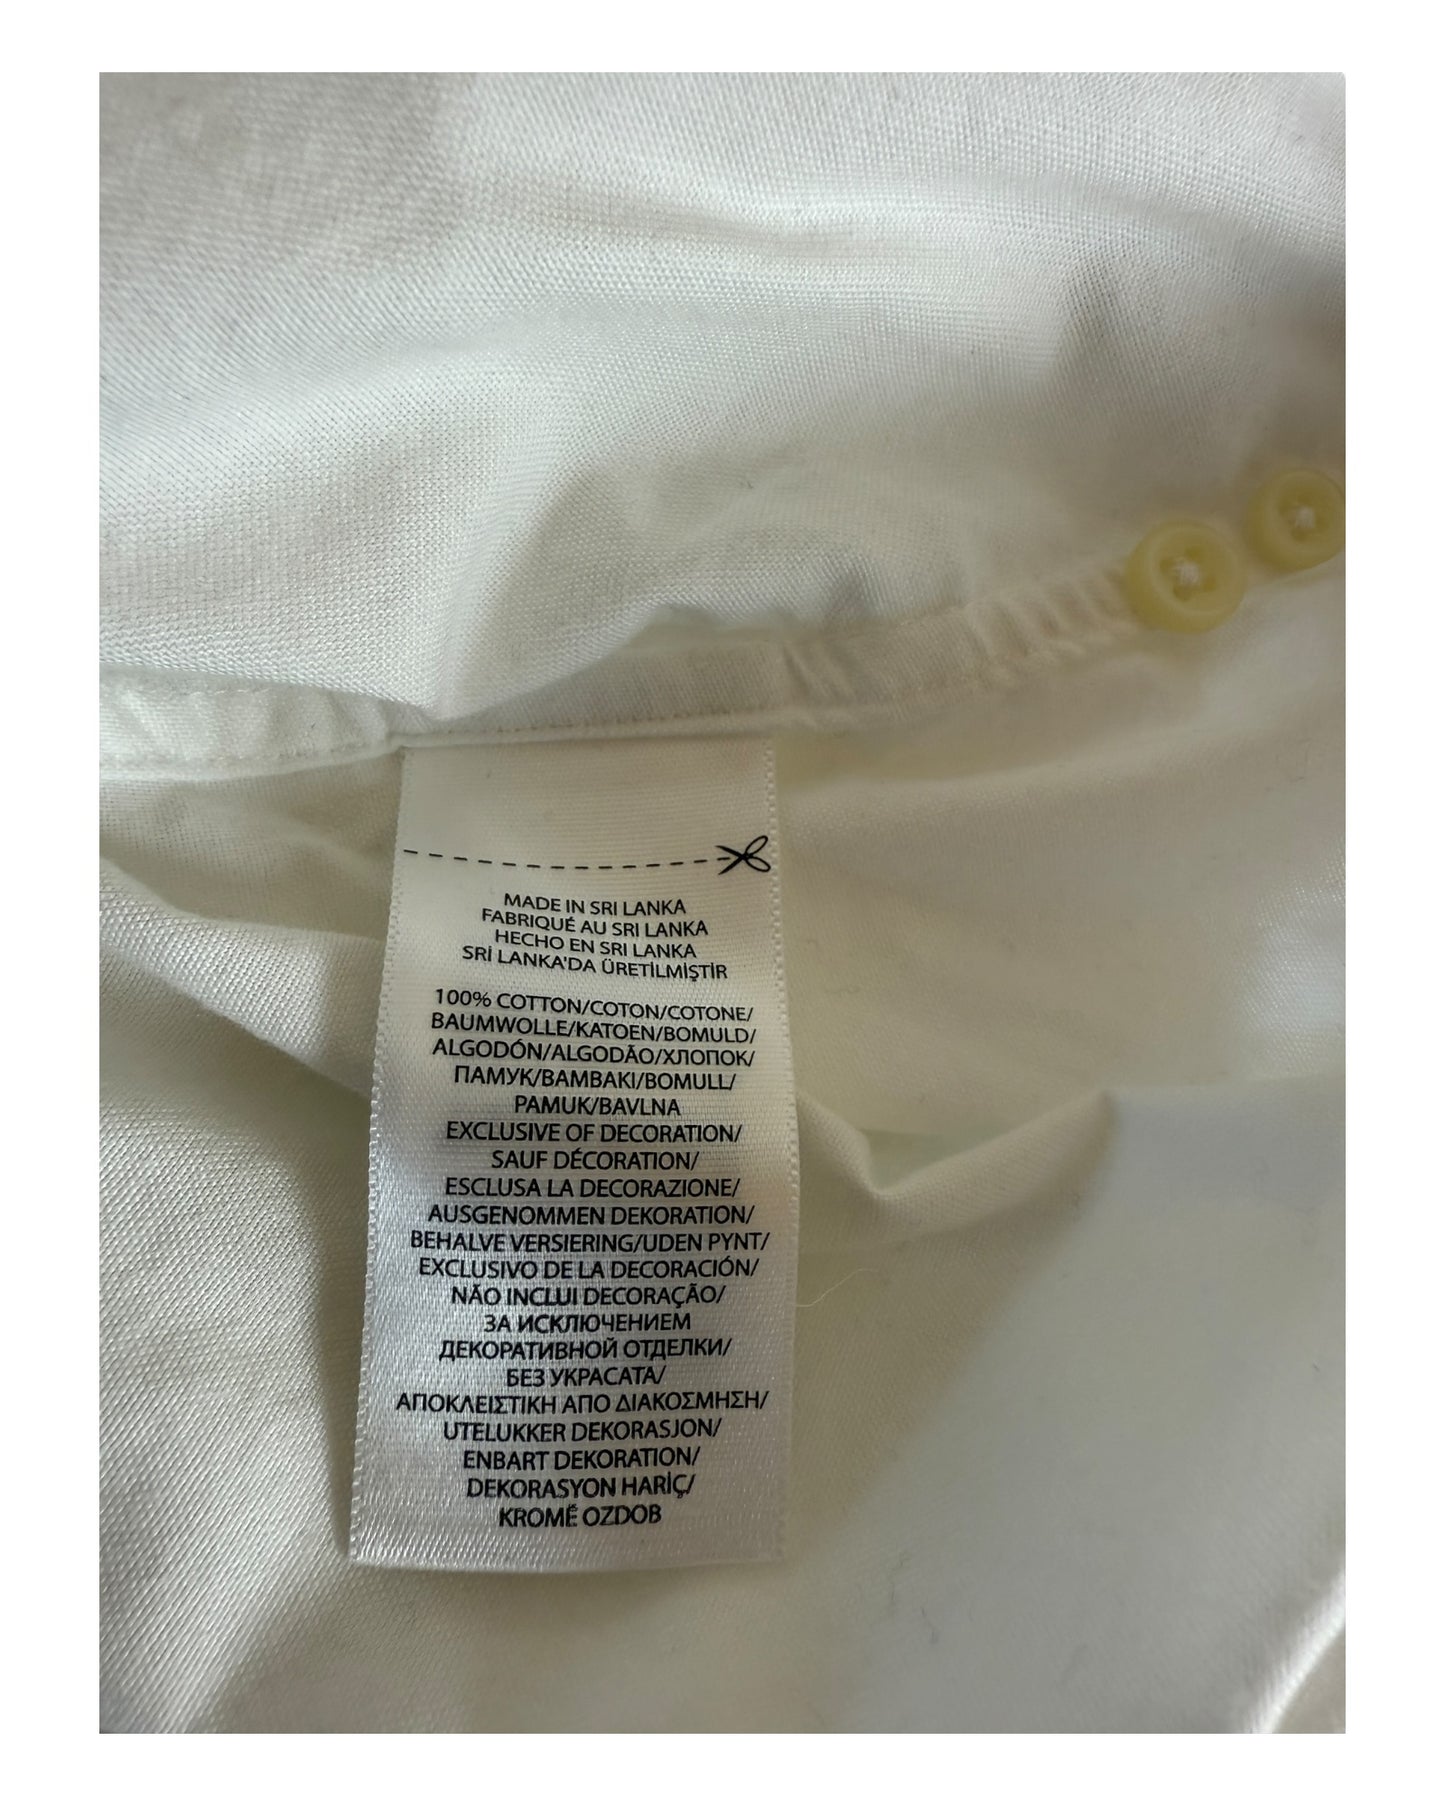 MADE IN SRI LANKA
FABRIQUÉ AU SRI LANKA
HECHO EN SRI LANKA
SRİ LANKA'DA ÜRETİLMİŞTİR
100% COTTON/COTON/COTONE/
BAUMWOLLE/KATOEN/BOMULD/
ALGODÓN/ALGODÃO/ХЛОПОК/
ПАМУК/ΒΑΜΒΑΚΙ/BOMULL/
PAMUK/BAVLNA
EXCLUSIVE OF DECORATION/
SAUF DÉCORATION/
ESCLUSA LA DECORAZIONE/
AUSGENOMMEN DEKORATION/
BEHALVE VERSIERING/UDEN PYNT/
EXCLUSIVO DE LA DECORACIÓN/
NÃO INCLUI DECORAÇÃO/
ЗА ИСКЛЮЧЕНИЕМ
ДЕКОРАТИВНОЙ ОТДЕЛКИ/
БЕЗ УКРАСАТА/
ΑΠΟΚΛΕΙΣΤΙΚΗ ΑΠΟ ΔΙΑΚΟΣΜΗΣΗ/
UTELUKKER DEKORASJON/
ENBART DEKORATION/
DEKORASYON HARİÇ/
KROMĚ OZDOB